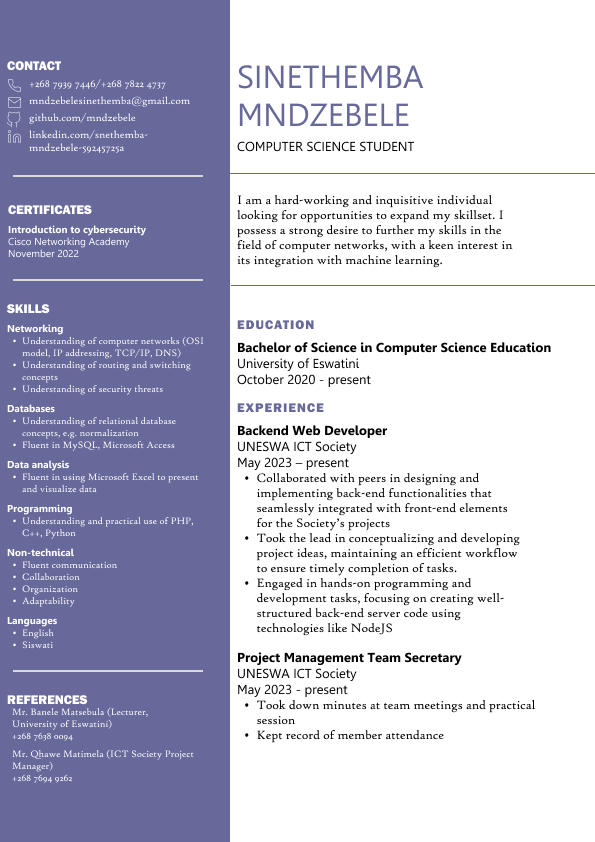 CONTACT
+268 7939 7446/+268 7822 4737
mndzebelesinethemba@gmail.com
github.com/mndzebele
linkedin.com/snethemba-
mndzebele-59245725a
CERTIFICATES
Introduction to cybersecurity
Cisco Networking Academy
November 2022
SKILLS
Networking
• Understanding of computer networks (OSI
model, IP addressing, TCP/IP, DNS)
• Understanding of routing and switching
concepts
• Understanding of security threats
Databases
• Understanding of relational database
concepts, e.g. normalization
• Fluent in MySQL, Microsoft Access
Data analysis
• Fluent in using Microsoft Excel to present
and visualize data
Programming
• Understanding and practical use of PHP,
C++, Python
Non-technical
• Fluent communication
• Collaboration
• Organization
• Adaptability
Languages
• English
• Siswati
REFERENCES
Mr. Banele Matsebula (Lecturer,
University of Eswatini)
+268 7638 0094
Mr. Qhawe Matimela (ICT Society Project
Manager)
+268 7694 9262
SINETHEMBA
MNDZEBELE
COMPUTER SCIENCE STUDENT
I am a hard-working and inquisitive individual
looking for opportunities to expand my skillset. I
possess a strong desire to further my skills in the
field of computer networks, with a keen interest in
its integration with machine learning.
EDUCATION
Bachelor of Science in Computer Science Education
University of Eswatini
October 2020 - present
EXPERIENCE
Backend Web Developer
UNESWA ICT Society
May 2023 – present
• Collaborated with peers in designing and
implementing back-end functionalities that
seamlessly integrated with front-end elements
for the Society's projects
• Took the lead in conceptualizing and developing
project ideas, maintaining an efficient workflow
to ensure timely completion of tasks.
• Engaged in hands-on programming and
development tasks, focusing on creating well-
structured back-end server code using
technologies like NodeJS
Project Management Team Secretary
UNESWA ICT Society
May 2023 - present
• Took down minutes at team meetings and practical
session
• Kept record of member attendance